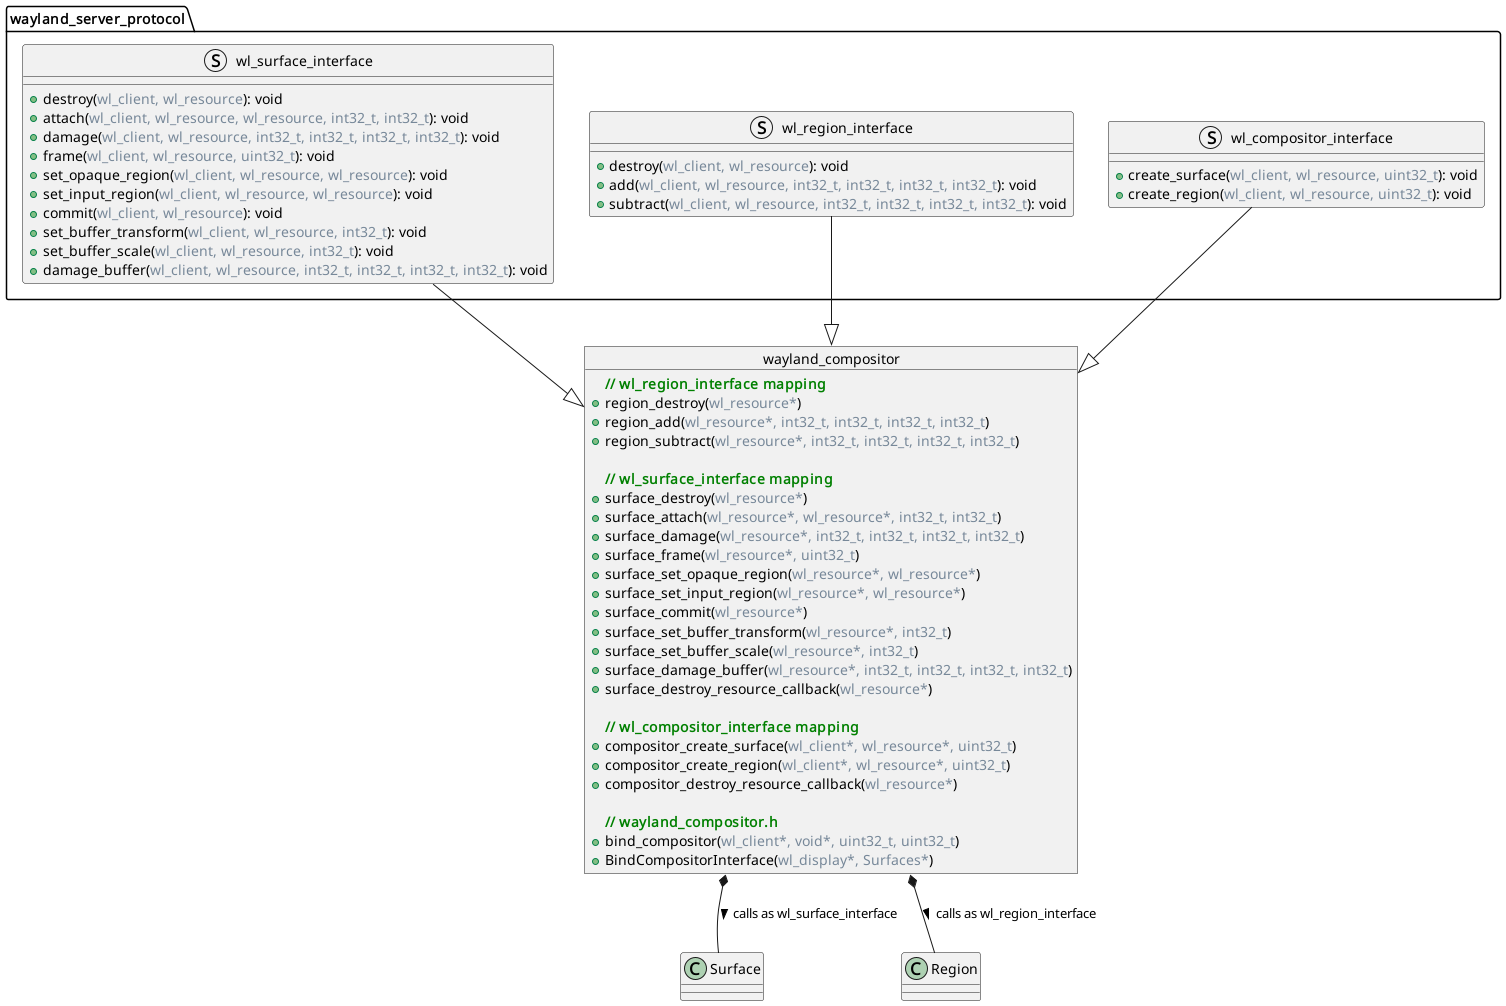 wayland_server_protocol
S wl_surface_interface
destroy(wl_client, wl_resource): void
attach(wl_client, wl_resource, wl_resource, int32_t, int32_t): void
damage(wl_client, wl_resource, int32_t, int32_t, int32_t, int32_t): void
frame(wl_client, wl_resource, uint32_t): void
set_opaque_region(wl_client, wl_resource, wl_resource): void
set_input_region(wl_client, wl_resource, wl_resource): void
commit(wl_client, wl_resource): void
set_buffer_transform(wl_client, wl_resource, int32_t): void
set_buffer_scale(wl_client, wl_resource, int32_t): void
damage_buffer(wl_client, wl_resource, int32_t, int32_t, int32_t, int32_t): void
S wl_region_interface
destroy(wl_client, wl_resource): void
add(wl_client, wl_resource, int32_t, int32_t, int32_t, int32_t): void
subtract(wl_client, wl_resource, int32_t, int32_t, int32_t, int32_t): void
S wl_compositor_interface
create_surface(wl_client, wl_resource, uint32_t): void
create_region(wl_client, wl_resource, uint32_t): void
wayland_compositor
// wl_region_interface mapping
region_destroy(wl_resource*)
region_add(wl_resource*, int32_t, int32_t, int32_t, int32_t)
region_subtract(wl_resource*, int32_t, int32_t, int32_t, int32_t)
// wl_surface_interface mapping
surface_destroy(wl_resource*)
surface_attach(wl_resource*, wl_resource*, int32_t, int32_t)
surface_damage(wl_resource*, int32_t, int32_t, int32_t, int32_t)
surface_frame(wl_resource*, uint32_t)
surface_set_opaque_region(wl_resource*, wl_resource*)
surface_set_input_region(wl_resource*, wl_resource*)
surface_commit(wl_resource*)
surface_set_buffer_transform(wl_resource*, int32_t)
surface_set_buffer_scale(wl_resource*, int32_t)
surface_damage_buffer(wl_resource*, int32_t, int32_t, int32_t, int32_t)
surface_destroy_resource_callback(wl_resource*)
// wl_compositor_interface mapping
compositor_create_surface(wl_client*, wl_resource*, uint32_t)
compositor_create_region(wl_client*, wl_resource*, uint32_t)
compositor_destroy_resource_callback(wl_resource*)
// wayland_compositor.h
bind_compositor(wl_client*, void*, uint32_t, uint32_t)
BindCompositorInterface(wl_display*, Surfaces*)
calls as wl_surface_interface
calls as wl_region_interface
C Surface
C Region